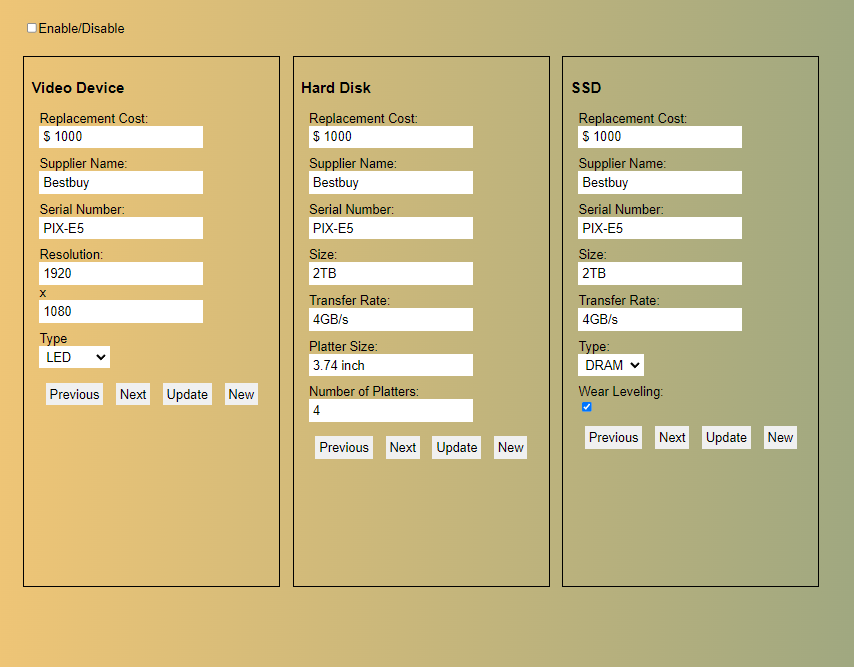 Enable/Disable
Video Device
Replacement Cost:
$ 1000
Supplier Name:
Bestbuy
Serial Number:
PIX-E5
Resolution:
1920
x
1080
Type
LED
Previous Next Update New
Hard Disk
Replacement Cost:
$ 1000
Supplier Name:
Bestbuy
Serial Number:
PIX-E5
Size:
2TB
Transfer Rate:
4GB/s
Platter Size:
3.74 inch
Number of Platters:
4
Previous Next Update New
SSD
Replacement Cost:
$ 1000
Supplier Name:
Bestbuy
Serial Number:
PIX-E5
Size:
2TB
Transfer Rate:
4GB/s
Type:
DRAM
Wear Leveling:
Previous Next Update New